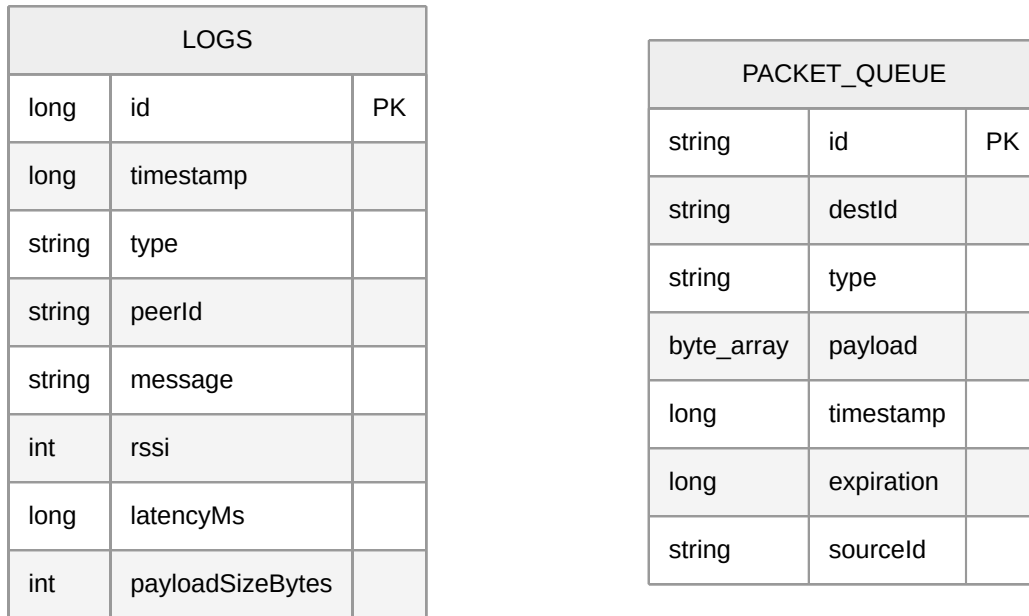 LOGS
long id PK
long timestamp
string type
string peerId
string message
int rssi
long latencyMs
int payloadSizeBytes
PACKET_QUEUE
string id PK
string destId
string type
byte_array payload
long timestamp
long expiration
string sourceId